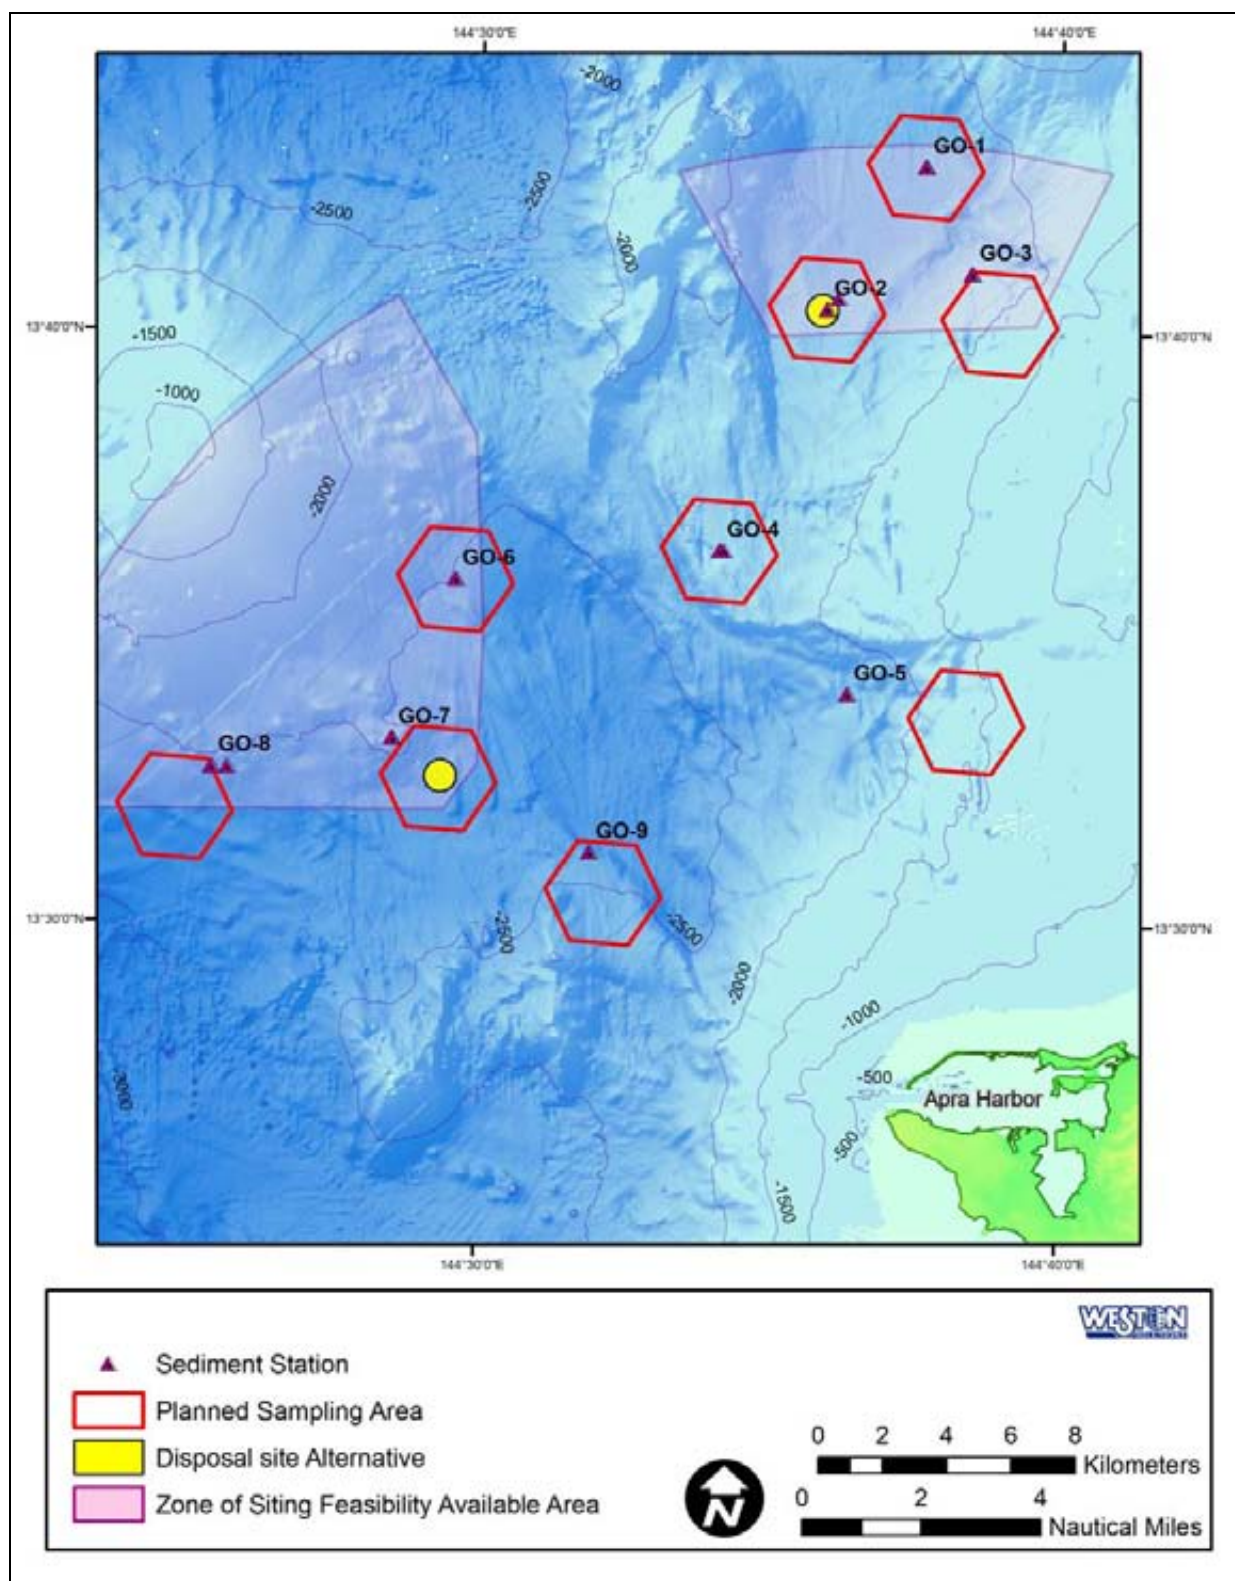 144°30'0"E
144°40'0"E
-2000
GO-1
-2500
-2500
-2000
GO-3
GO-2
13°40'0"N
13°40'0"N
-1500
-1000
-2000
GO-4
GO-6
GO-5
GO-7
GO-8
GO-9
13°30'0"N
13°30'0"N
-2500
-2500
-2000
-1000
-500
-3000
Apra Harbor
-500
-1500
144°30'0"E
144°40'0"E
WESTON
Sediment Station
Planned Sampling Area
Disposal site Alternative
Zone of Siting Feasibility Available Area
N
0 2 4 6 8
Kilometers
0 2 4
Nautical Miles